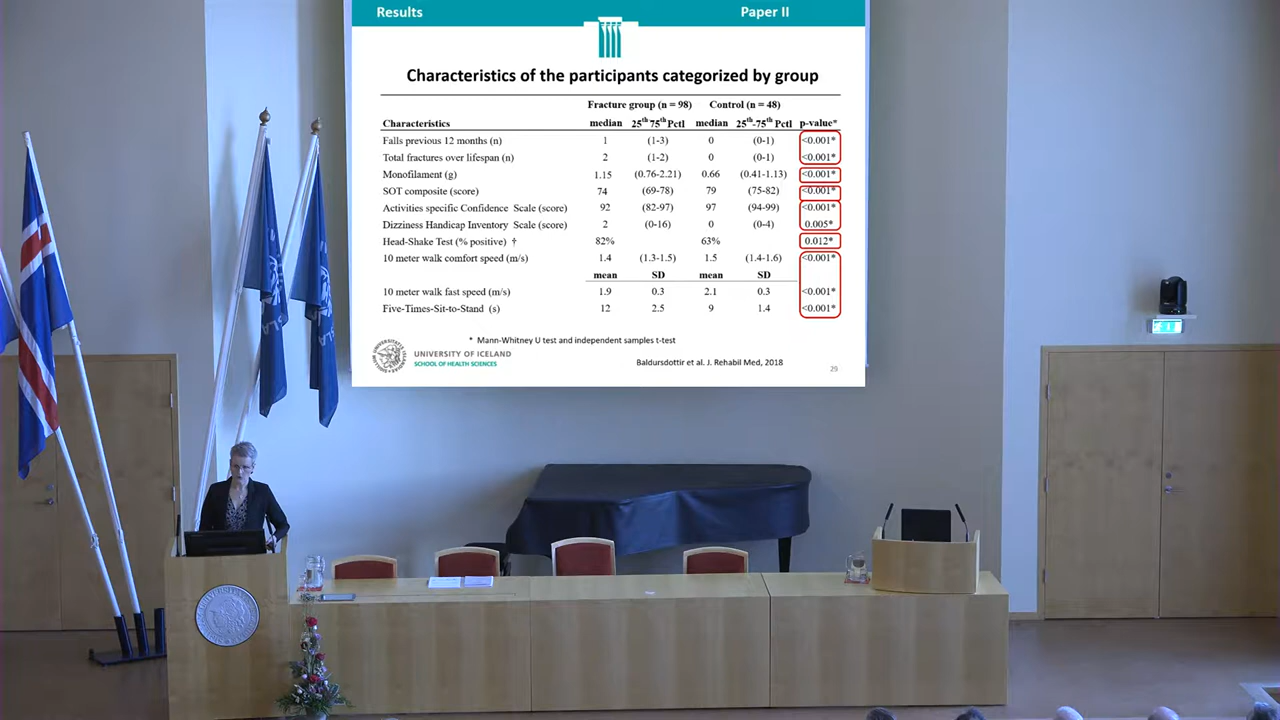 Results Paper II
Characteristics of the participants categorized by group
Fracture group (n = 98) Control (n = 48)
Characteristics median 25th 75th Pctl median 25th-75th Pctl p-value*
Falls previous 12 months (n) 1 (1-3) 0 (0-1) <0.001*
Total fractures over lifespan (n) 2 (1-2) 0 (0-1) <0.001*
Monofilament (g) 1.15 (0.76-2.21) 0.66 (0.41-1.13) <0.001*
SOT composite (score) 74 (69-78) 79 (75-82) <0.001*
Activities specific Confidence Scale (score) 92 (82-97) 97 (94-99) <0.001*
Dizziness Handicap Inventory Scale (score) 2 (0-16) 0 (0-4) 0.005*
Head-Shake Test (% positive) † 82% 63% 0.012*
10 meter walk comfort speed (m/s) 1.4 (1.3-1.5) 1.5 (1.4-1.6) <0.001*
mean SD mean SD
10 meter walk fast speed (m/s) 1.9 0.3 2.1 0.3 <0.001*
Five-Times-Sit-to-Stand (s) 12 2.5 9 1.4 <0.001*
* Mann-Whitney U test and independent samples t-test
UNIVERSITY OF ICELAND
SCHOOL OF HEALTH SCIENCES
Baldursdottir et al. J. Rehabil Med, 2018
29